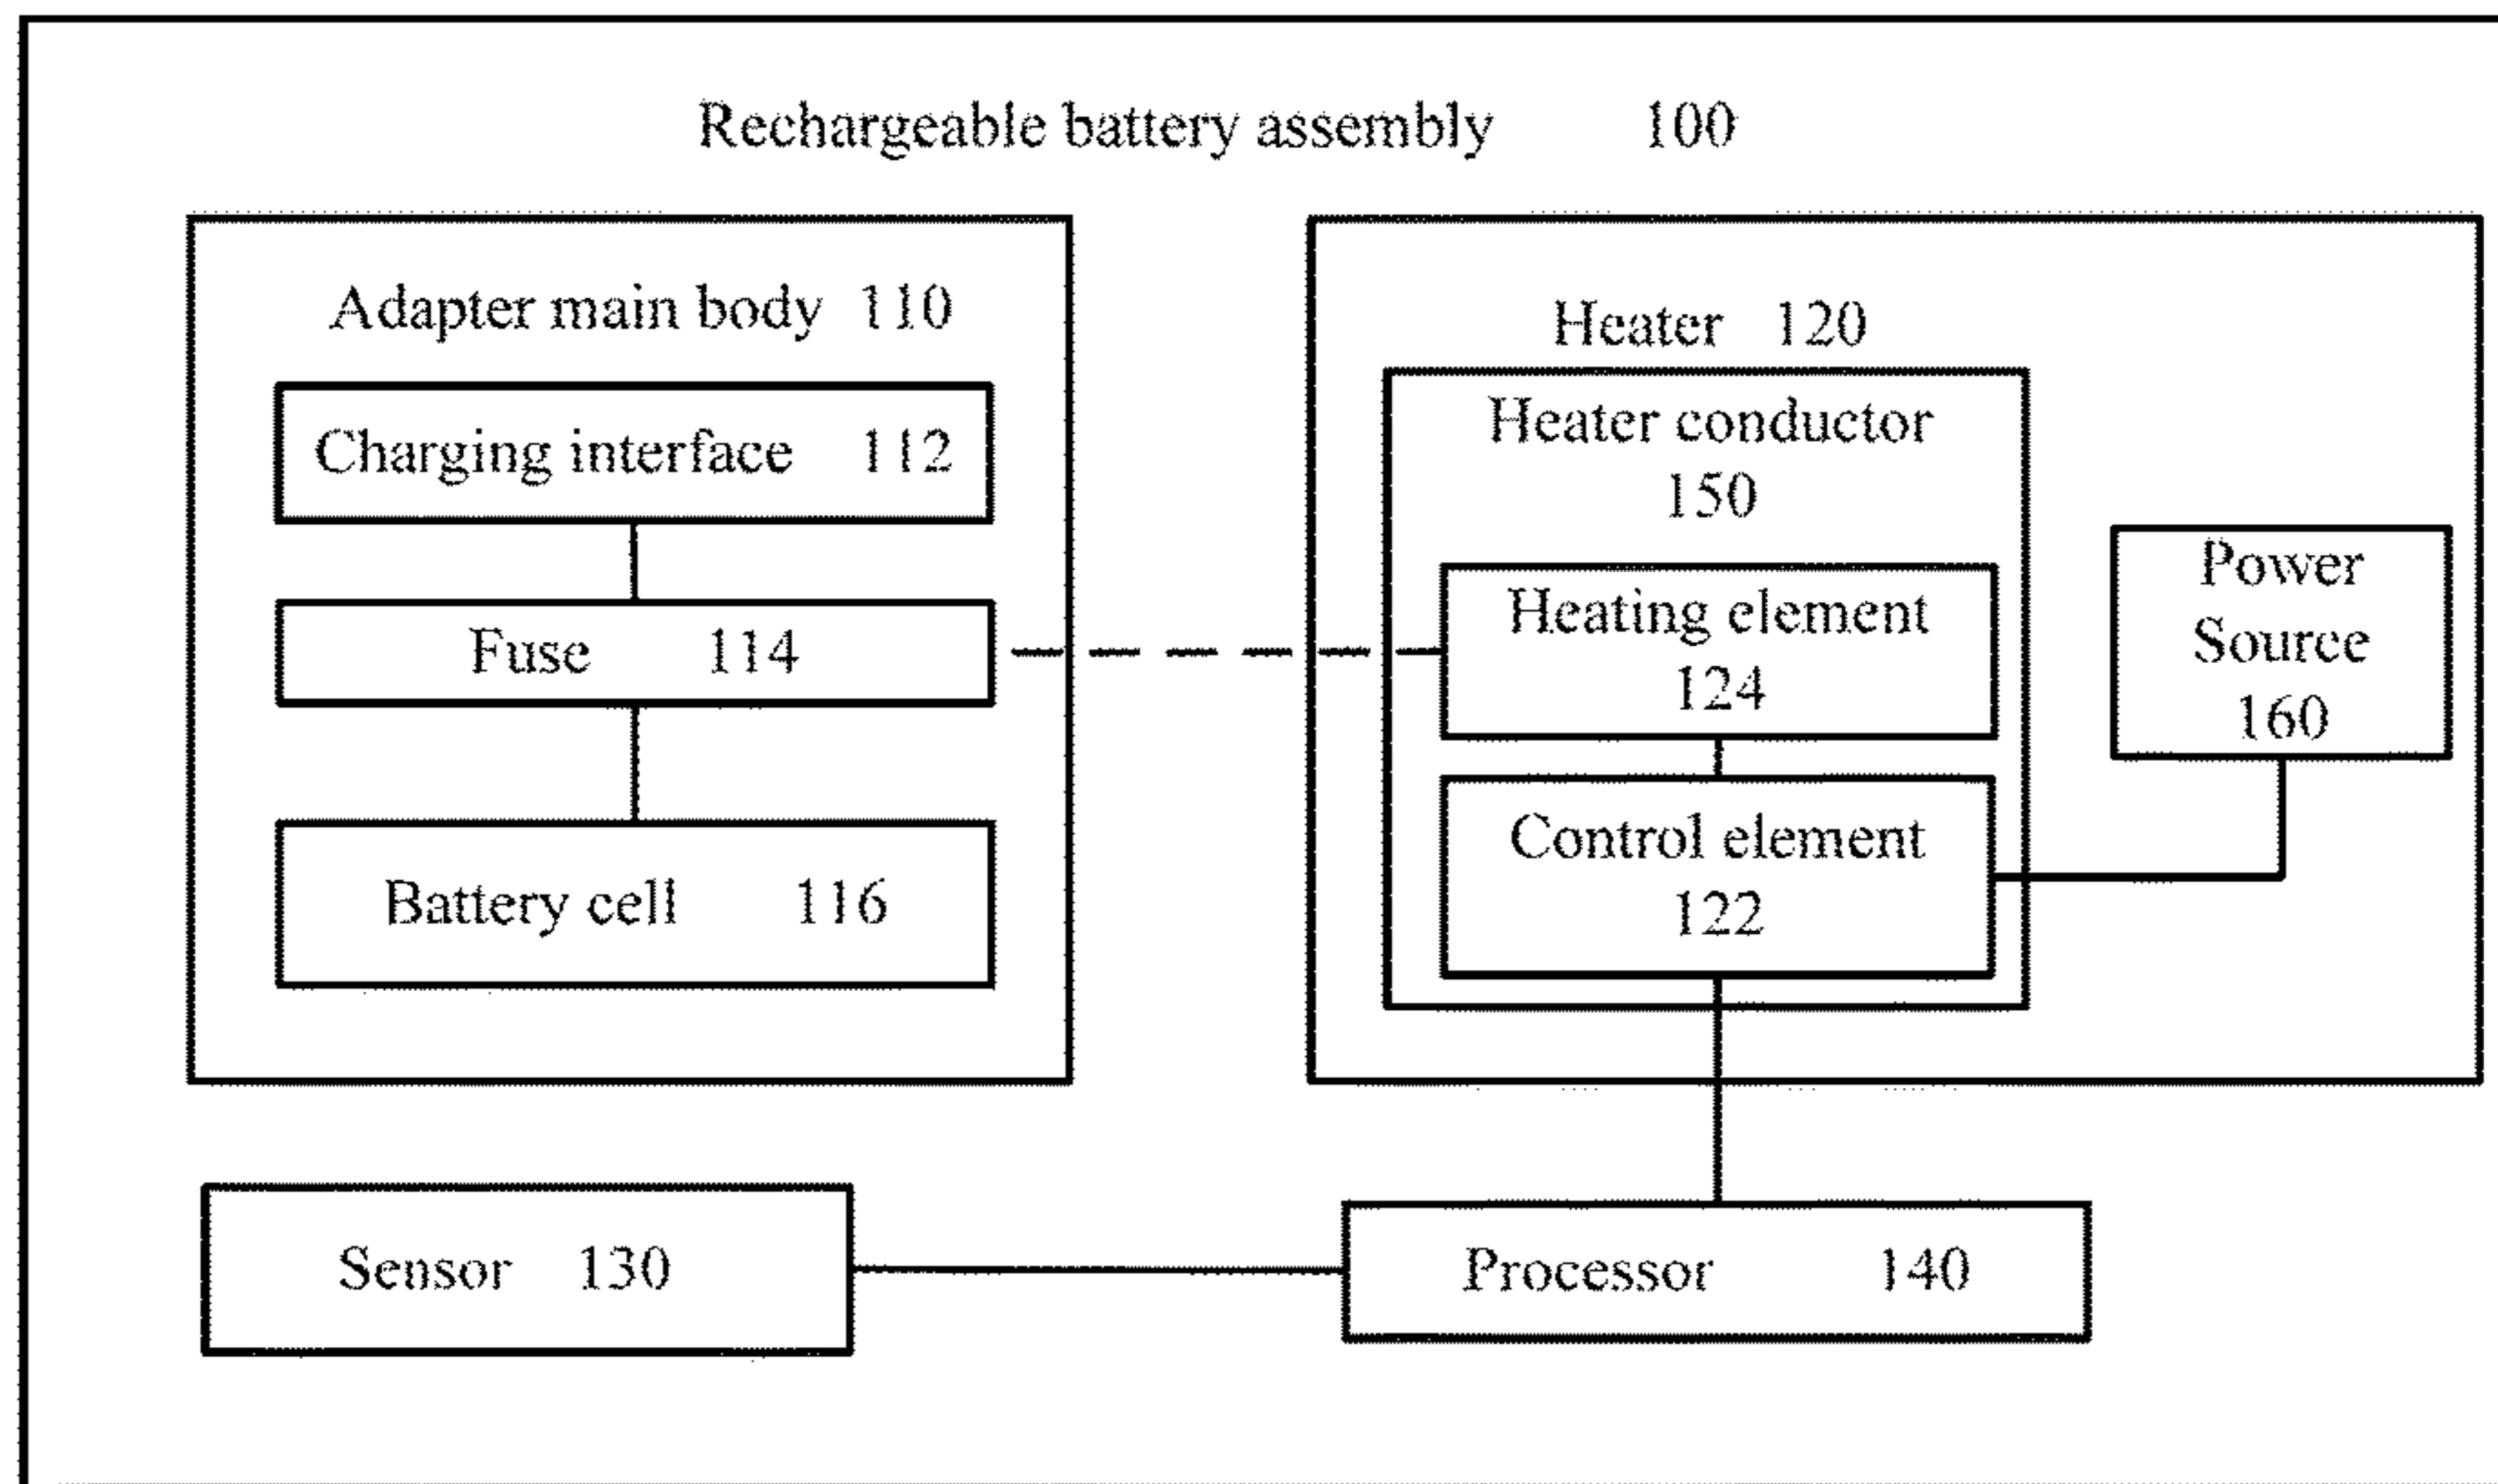 Rechargeable battery assembly 100
Adapter main body 110
Charging interface 112
Fuse 114
Battery cell 116
Heater 120
Heater conductor
150
Heating element
124
Control element
122
Power
Source
160
Sensor 130
Processor 140